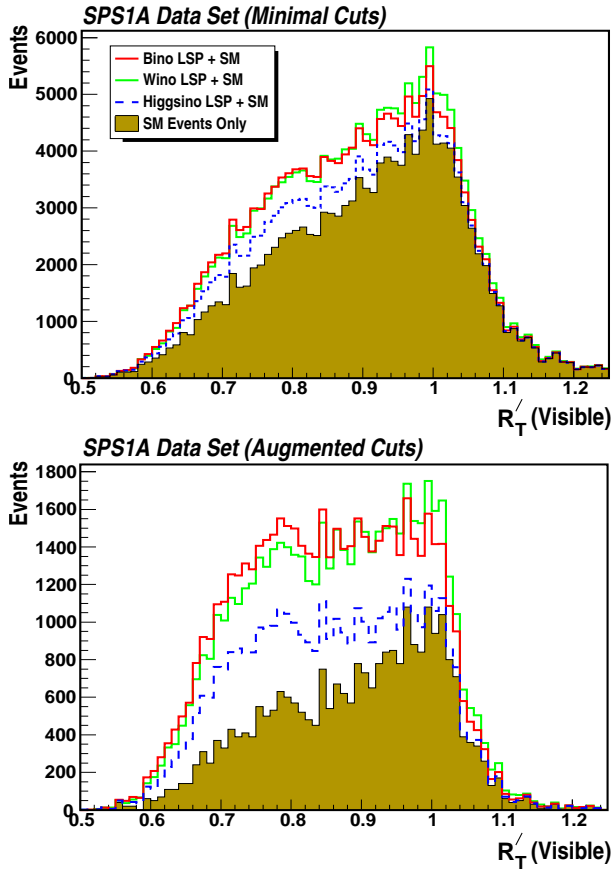 SPS1A Data Set (Minimal Cuts)
Events
6000
5000
4000
3000
2000
1000
0
Bino LSP + SM
Wino LSP + SM
Higgsino LSP + SM
SM Events Only
0.5 0.6 0.7 0.8 0.9 1 1.1 1.2
R_T^/ (Visible)
SPS1A Data Set (Augmented Cuts)
Events
1800
1600
1400
1200
1000
800
600
400
200
0
0.5 0.6 0.7 0.8 0.9 1 1.1 1.2
R_T^/ (Visible)